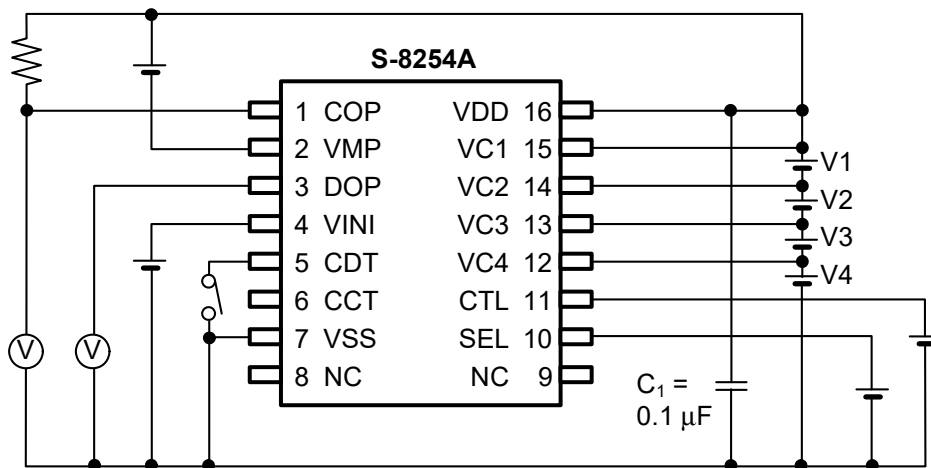 S-8254A
1 COP VDD 16
2 VMP VC1 15
V1
3 DOP VC2 14
V2
4 VINI VC3 13
V3
5 CDT VC4 12
V4
6 CCT CTL 11
7 VSS SEL 10
8 NC NC 9
V V
C₁ =
0.1 μF